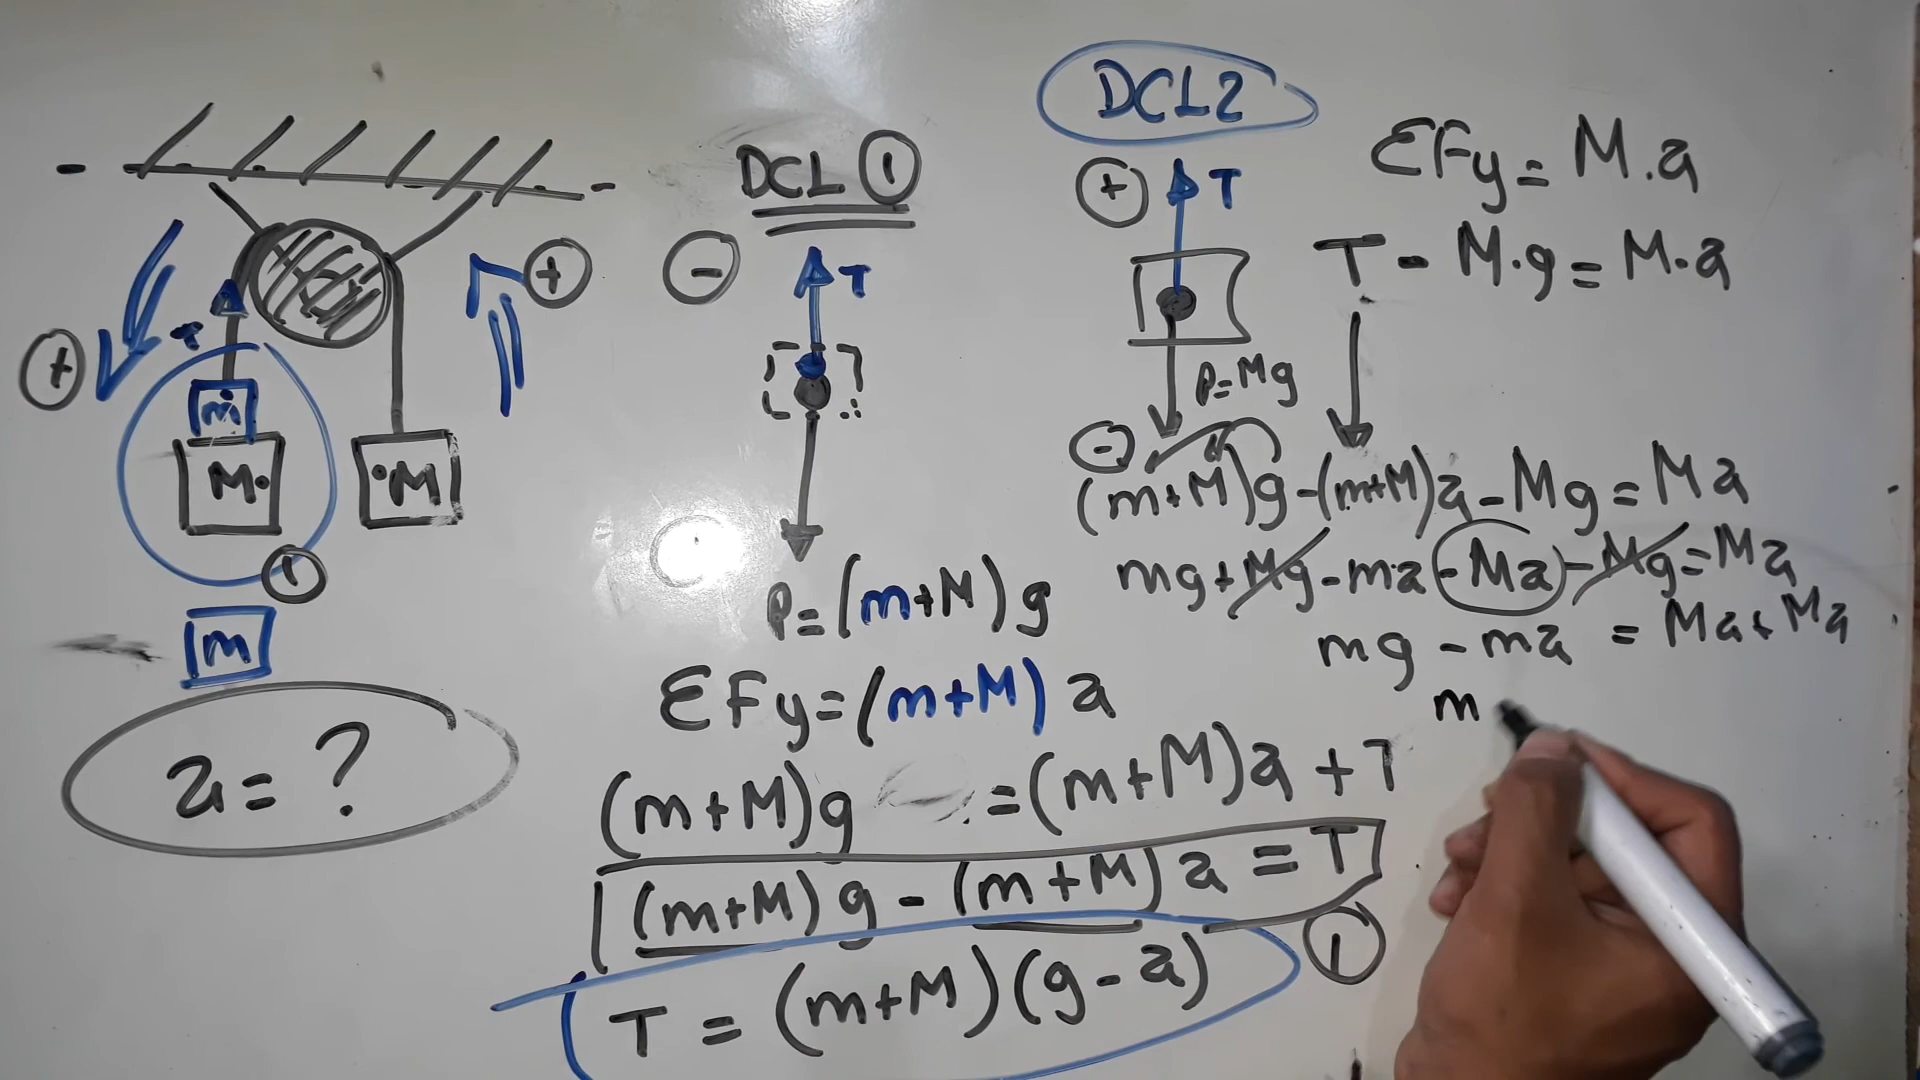 T
+
+
m
M
M
1
m
a = ?
DCL 1
-
T
P=(m+M)g
ΣFy=(m+M)a
(m+M)g =(m+M)a+T
(m+M)g-(m+M)a=T
1
T=(m+M)(g-a)
DCL2
+
T
P=Mg
-
ΣFy=M.a
T-M.g=M.a
(m+M)g-(m+M)a-Mg=Ma
mg+Mg-ma-Ma-Mg=Ma
mg-ma=Ma+Ma
m